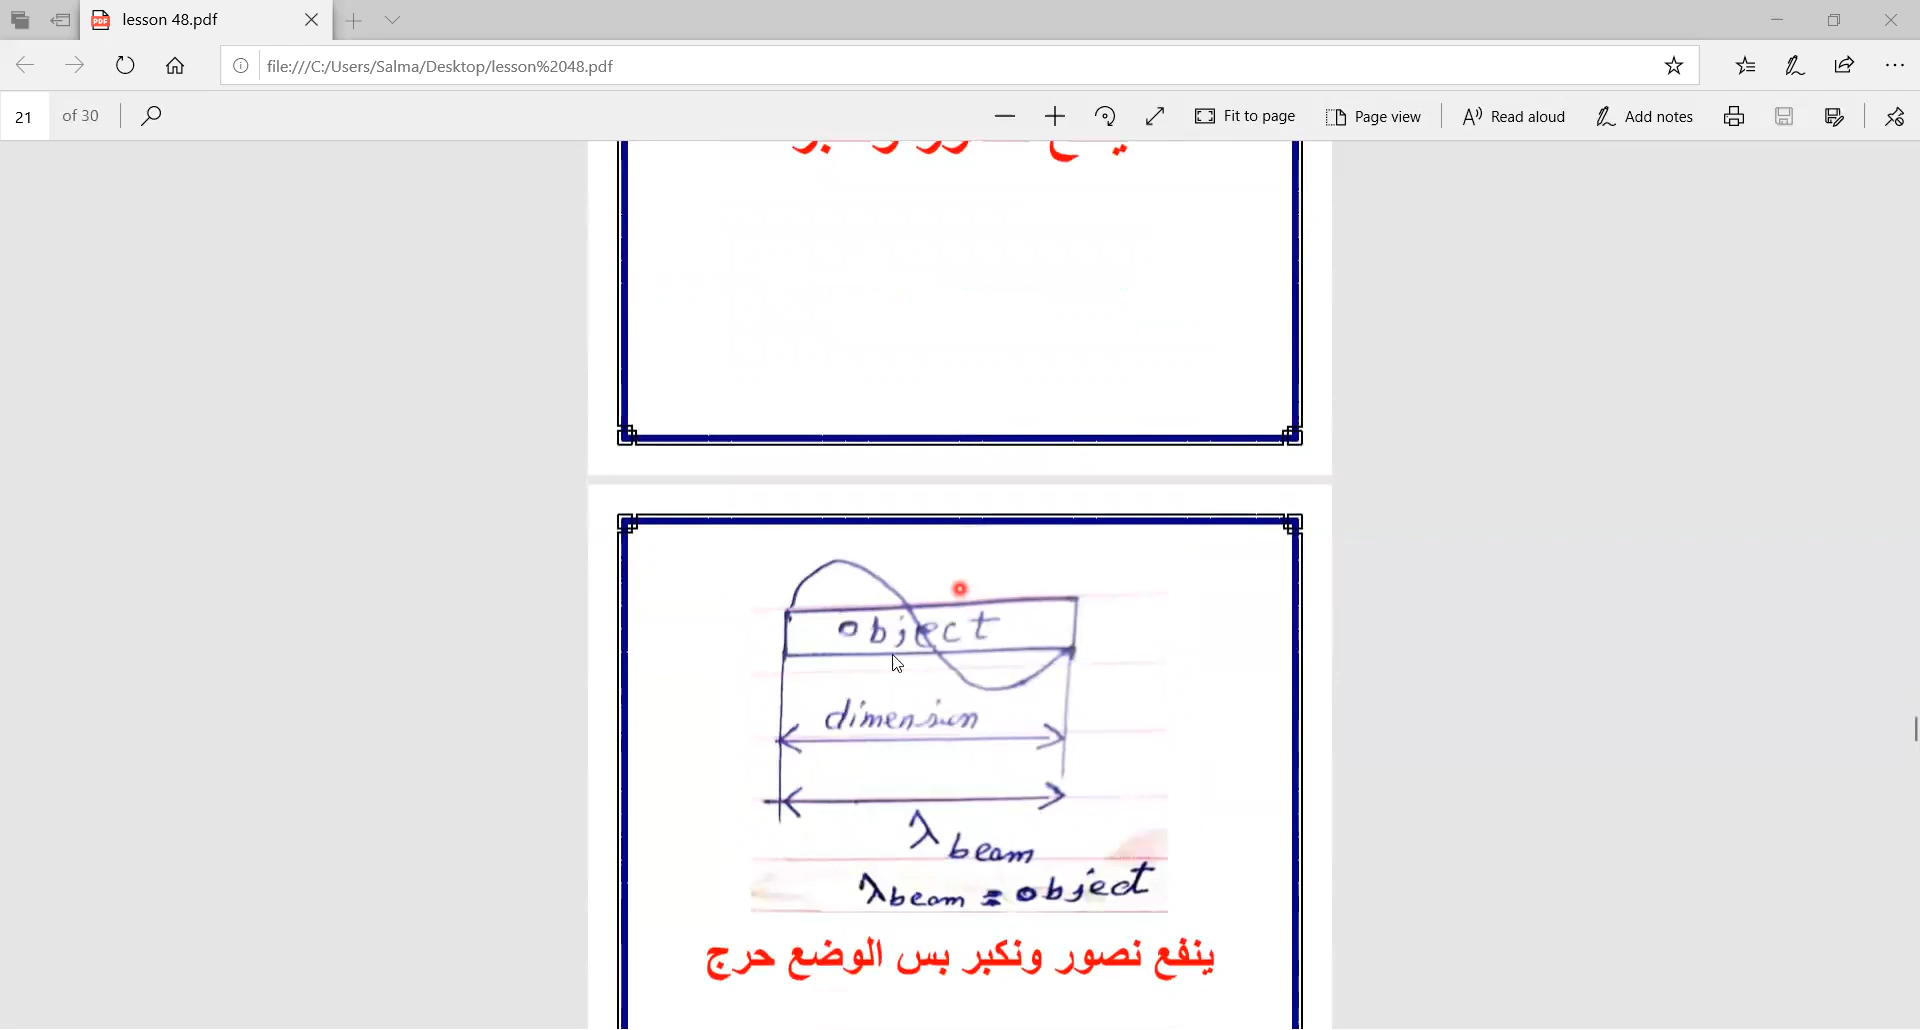 lesson 48.pdf
file:///C:/Users/Salma/Desktop/lesson%2048.pdf
21 of 30
Fit to page
Page view
Read aloud
Add notes
object
dimension
λ beam
λ beam = object
ينفع نصور ونكبر بس الوضع حرج